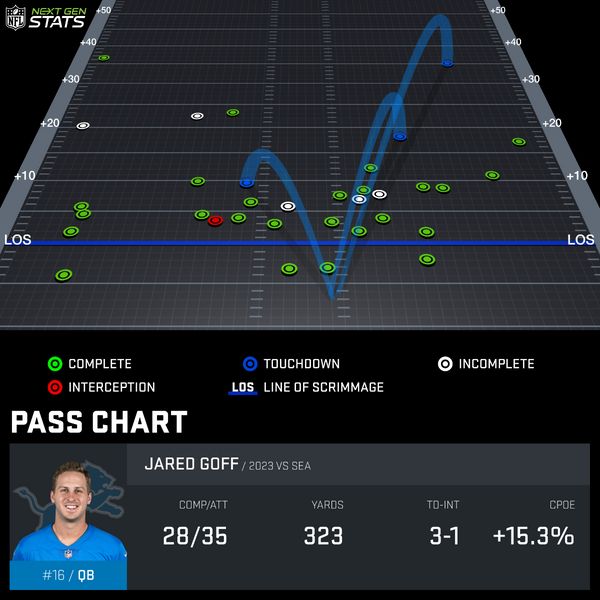 NFL NEXT GEN STATS
+50 +50
+40 +40
+30 +30
+20 +20
+10 +10
LOS LOS
COMPLETE TOUCHDOWN INCOMPLETE
INTERCEPTION LOS LINE OF SCRIMMAGE
PASS CHART
JARED GOFF / 2023 VS SEA
COMP/ATT YARDS TD-INT CPOE
28/35 323 3-1 +15.3%
#16 / QB